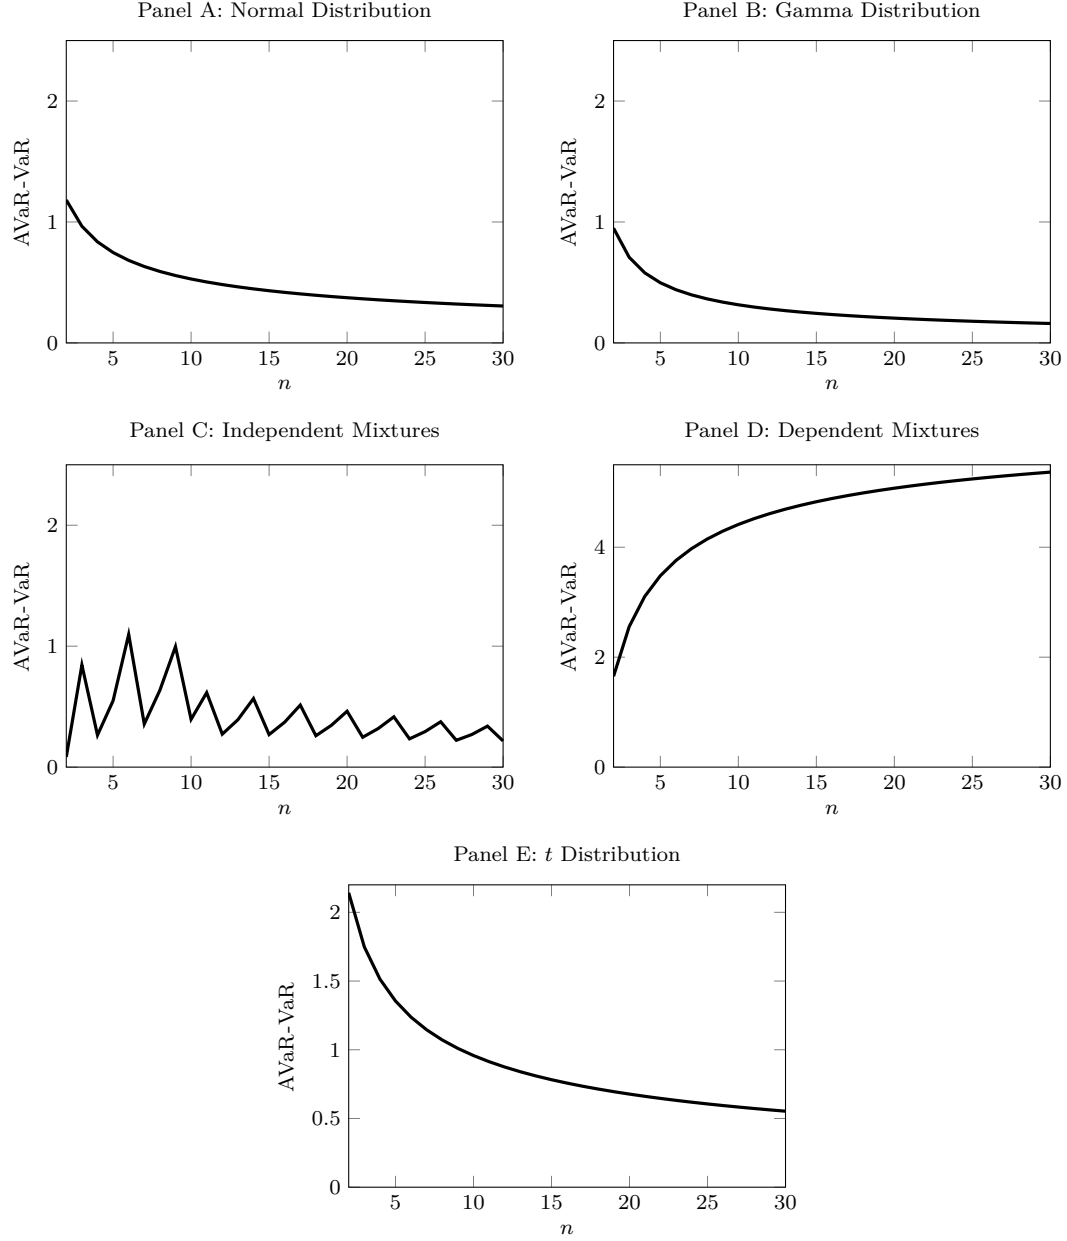 Panel A: Normal Distribution
AVaR-VaR
2
1
0
5 10 15 20 25 30
n
Panel B: Gamma Distribution
AVaR-VaR
2
1
0
5 10 15 20 25 30
n
Panel C: Independent Mixtures
AVaR-VaR
2
1
0
5 10 15 20 25 30
n
Panel D: Dependent Mixtures
AVaR-VaR
4
2
0
5 10 15 20 25 30
n
Panel E: t Distribution
AVaR-VaR
2
1.5
1
0.5
0
5 10 15 20 25 30
n